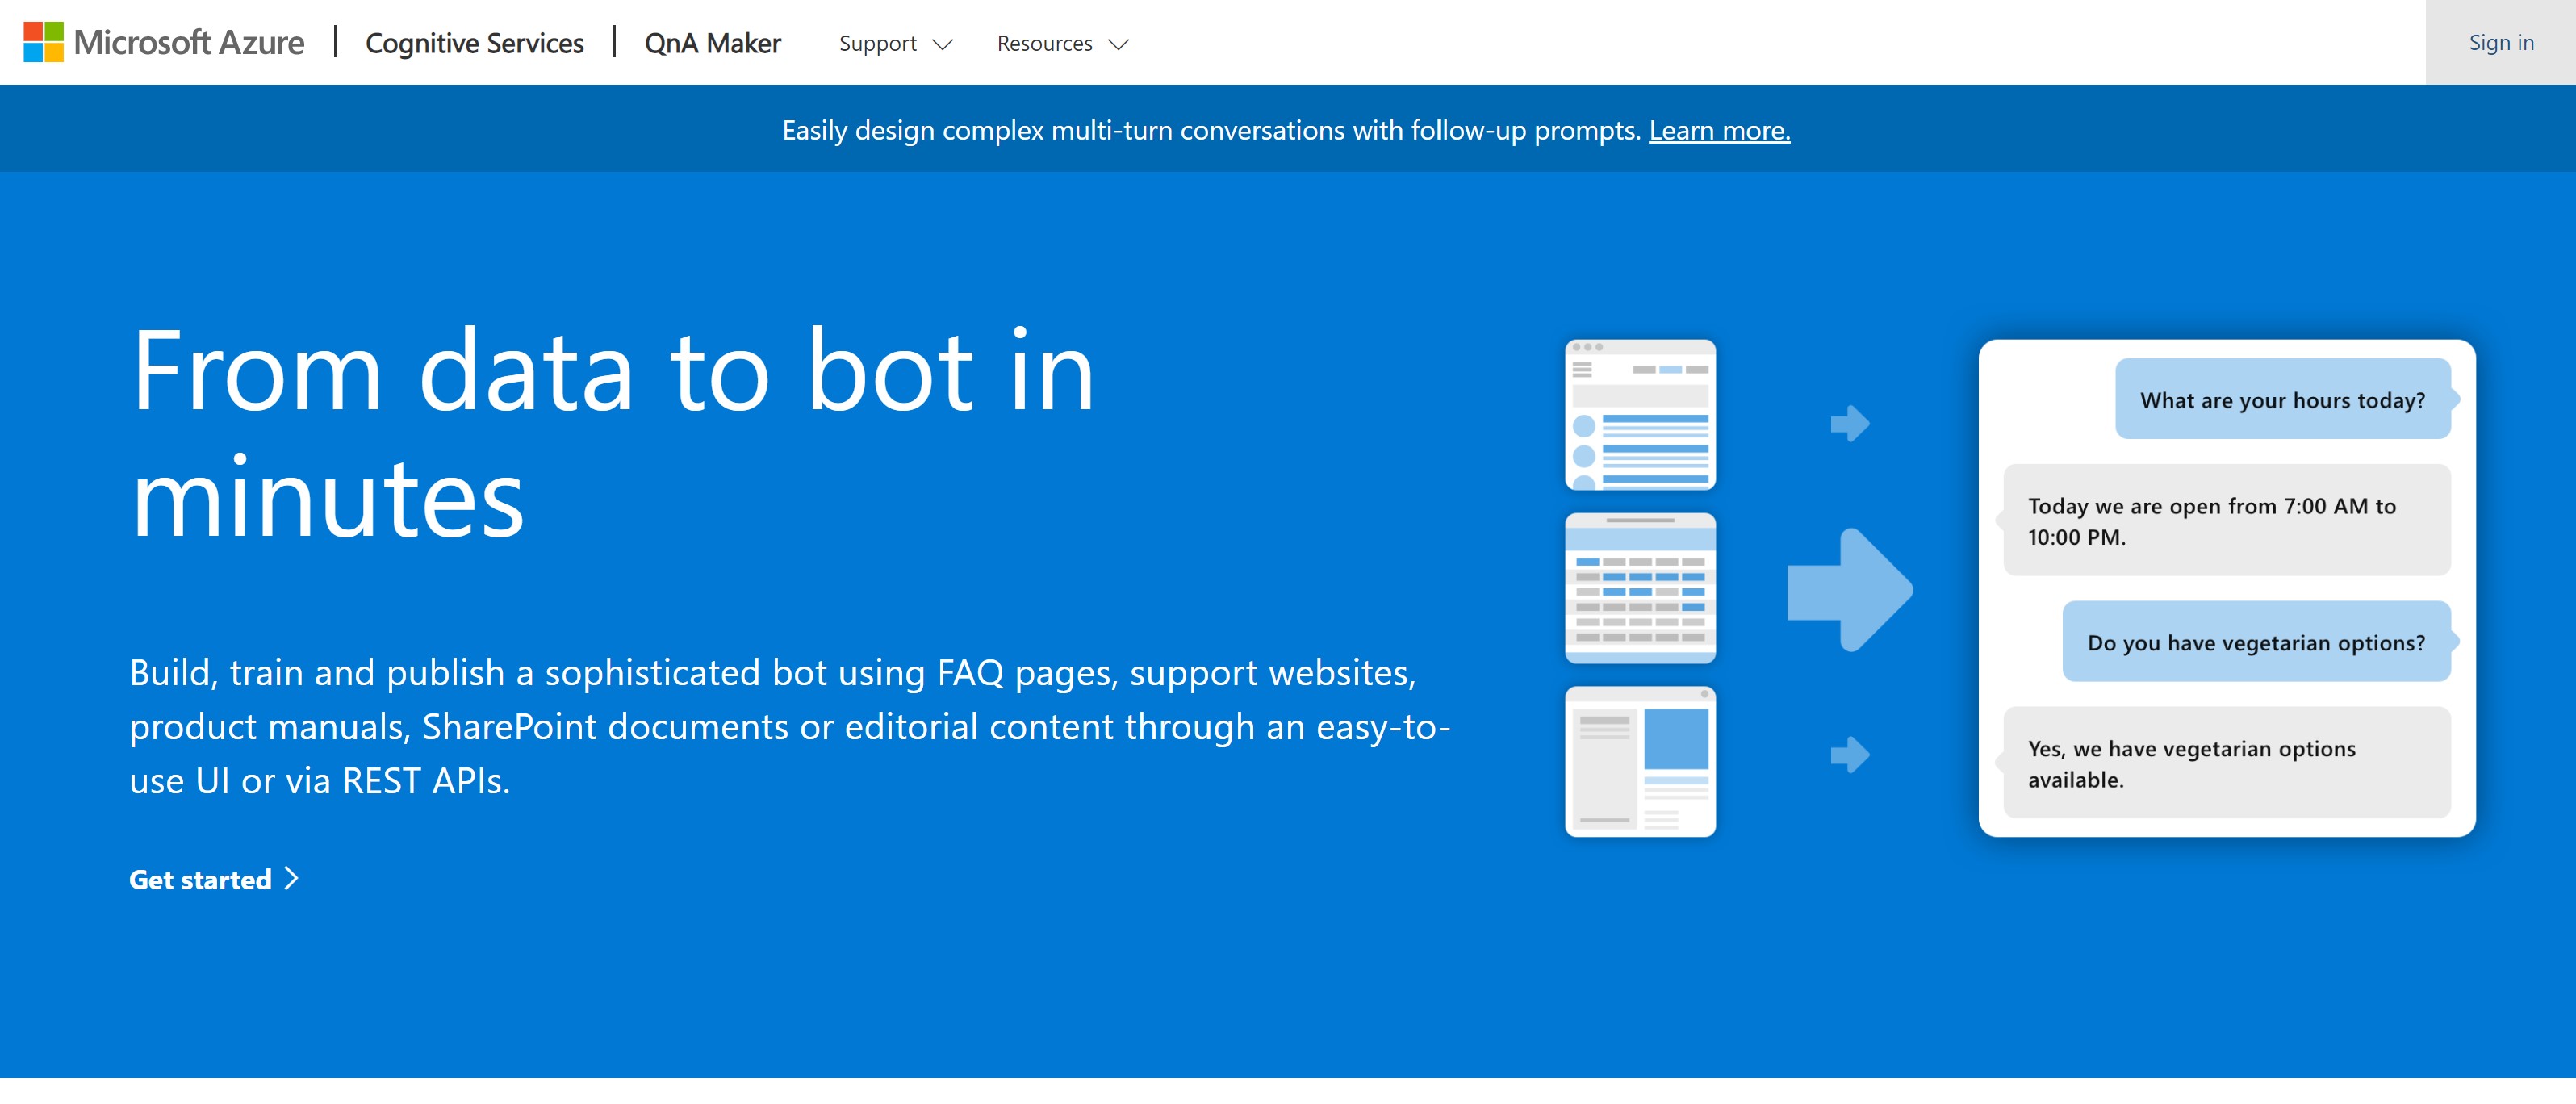 Microsoft Azure | Cognitive Services | QnA Maker Support Resources Sign in
Easily design complex multi-turn conversations with follow-up prompts. Learn more.
From data to bot in
minutes
Build, train and publish a sophisticated bot using FAQ pages, support websites,
product manuals, SharePoint documents or editorial content through an easy-to-
use UI or via REST APIs.
Get started
What are your hours today?
Today we are open from 7:00 AM to
10:00 PM.
Do you have vegetarian options?
Yes, we have vegetarian options
available.